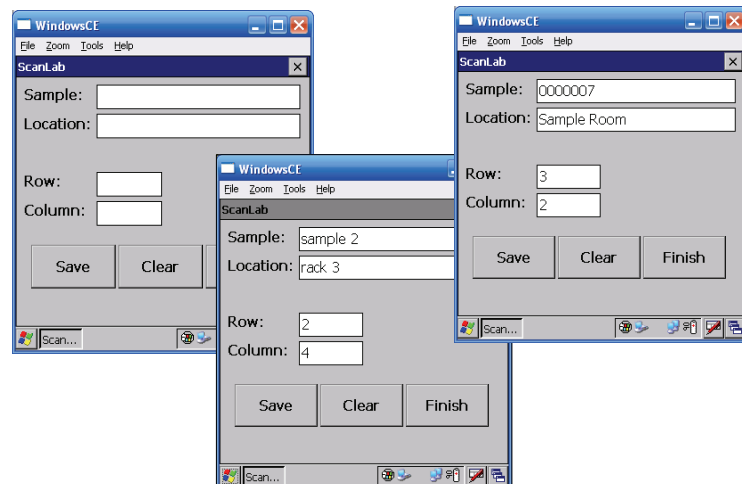 WindowsCE
File Zoom Tools Help
ScanLab
Sample:
Location:
Row:
Column:
Save Clear
Scan...
WindowsCE
File Zoom Tools Help
ScanLab
Sample: sample 2
Location: rack 3
Row: 2
Column: 4
Save Clear Finish
Scan...
WindowsCE
File Zoom Tools Help
ScanLab
Sample: 0000007
Location: Sample Room
Row: 3
Column: 2
Save Clear Finish
Scan...